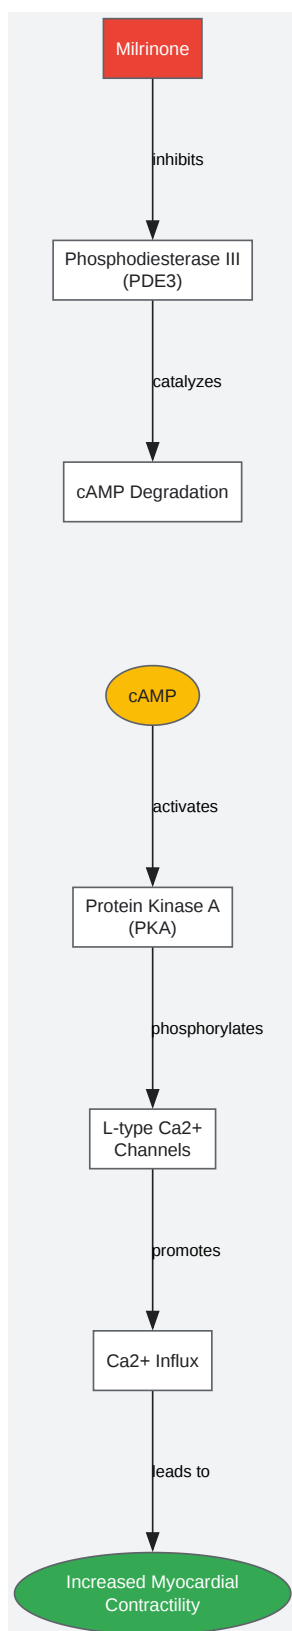 Milrinone
inhibits
Phosphodiesterase III
(PDE3)
catalyzes
cAMP Degradation
cAMP
activates
Protein Kinase A
(PKA)
phosphorylates
L-type Ca2+
Channels
promotes
Ca2+ Influx
leads to
Increased Myocardial
Contractility